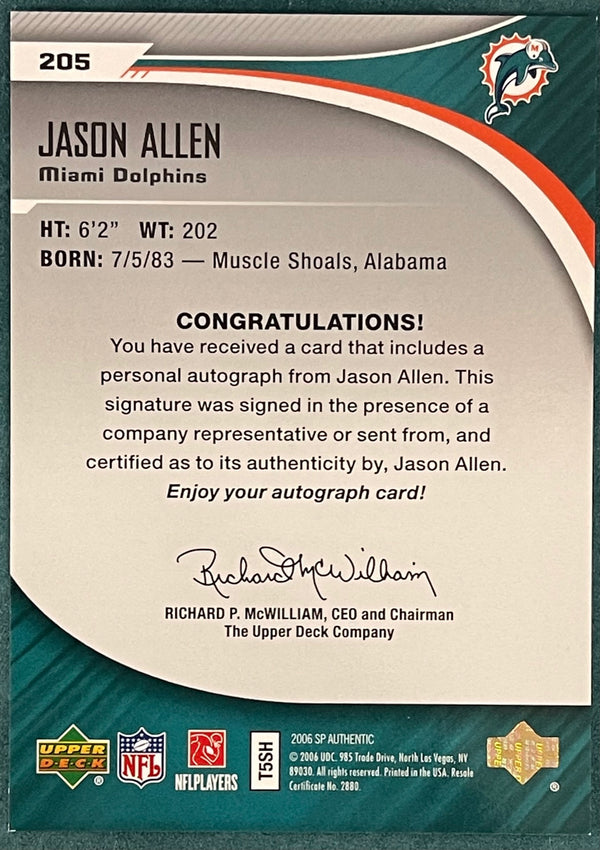 205
M
JASON ALLEN
Miami Dolphins
HT: 6'2" WT: 202
BORN: 7/5/83 — Muscle Shoals, Alabama
CONGRATULATIONS!
You have received a card that includes a
personal autograph from Jason Allen. This
signature was signed in the presence of a
company representative or sent from, and
certified as to its authenticity by, Jason Allen.
Enjoy your autograph card!
Richard McWilliam
RICHARD P. McWILLIAM, CEO and Chairman
The Upper Deck Company
UPPER
D·E·C·K
®
NFL
NFLPLAYERS
TSSH
2006 SP AUTHENTIC
© 2006 UDC. 985 Trade Drive, North Las Vegas, NV
89030. All rights reserved. Printed in the USA. Resale
Certificate No. 2880.
®